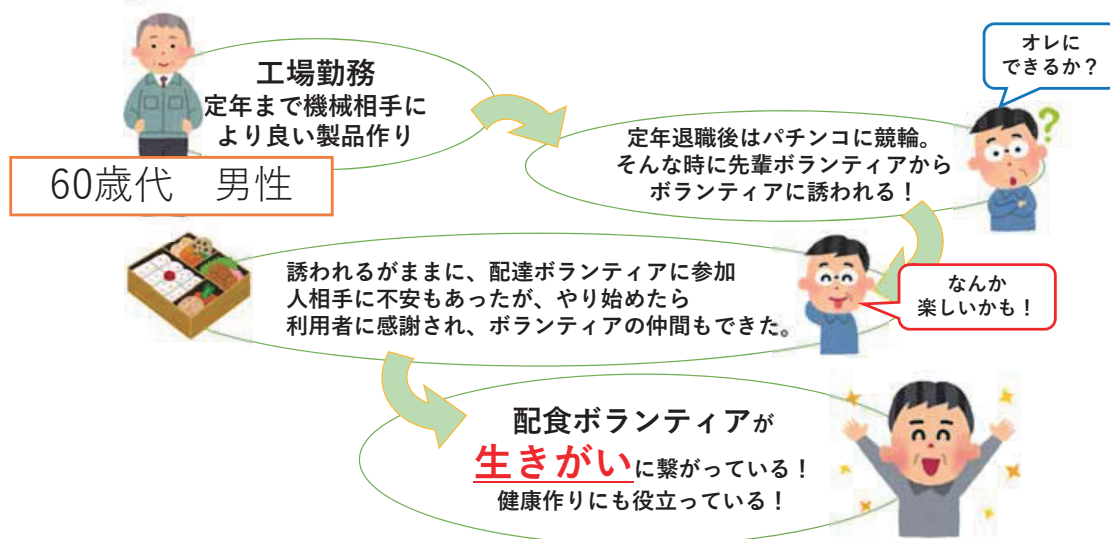 工場勤務
定年まで機械相手に
より良い製品作り
60歳代 男性
オレに
できるか？
定年退職後はパチンコに競輪。
そんな時に先輩ボランティアから
ボランティアに誘われる！
誘われるがままに、配達ボランティアに参加
人相手に不安もあったが、やり始めたら
利用者に感謝され、ボランティアの仲間もできた。
なんか
楽しいかも！
配食ボランティアが
生きがいに繋がっている！
健康作りにも役立っている！